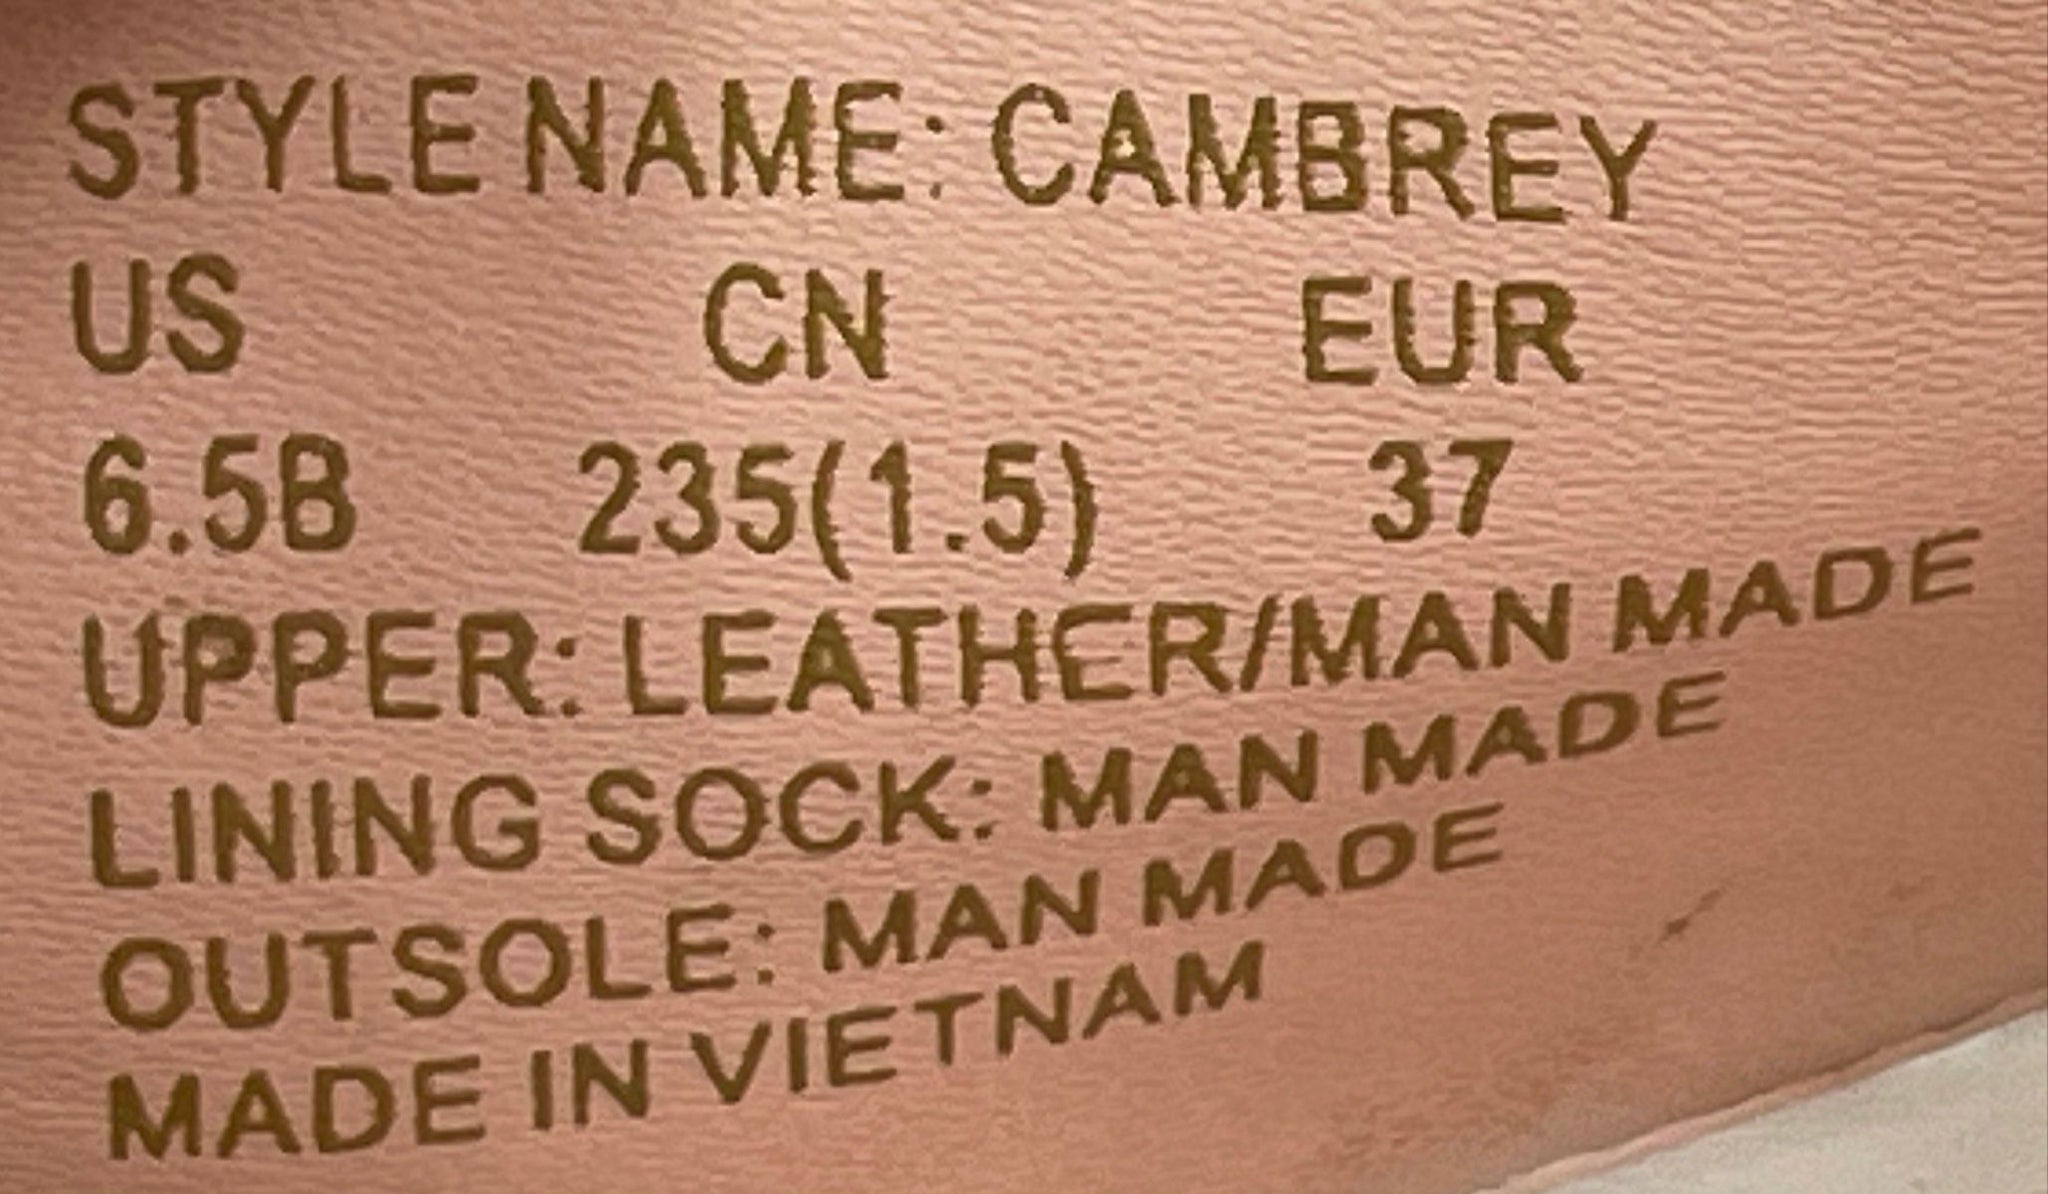 STYLE NAME: CAMBREY
US CN EUR
6.5B 235(1.5) 37
UPPER: LEATHER/MAN MADE
LINING SOCK: MAN MADE
OUTSOLE: MAN MADE
MADE IN VIETNAM